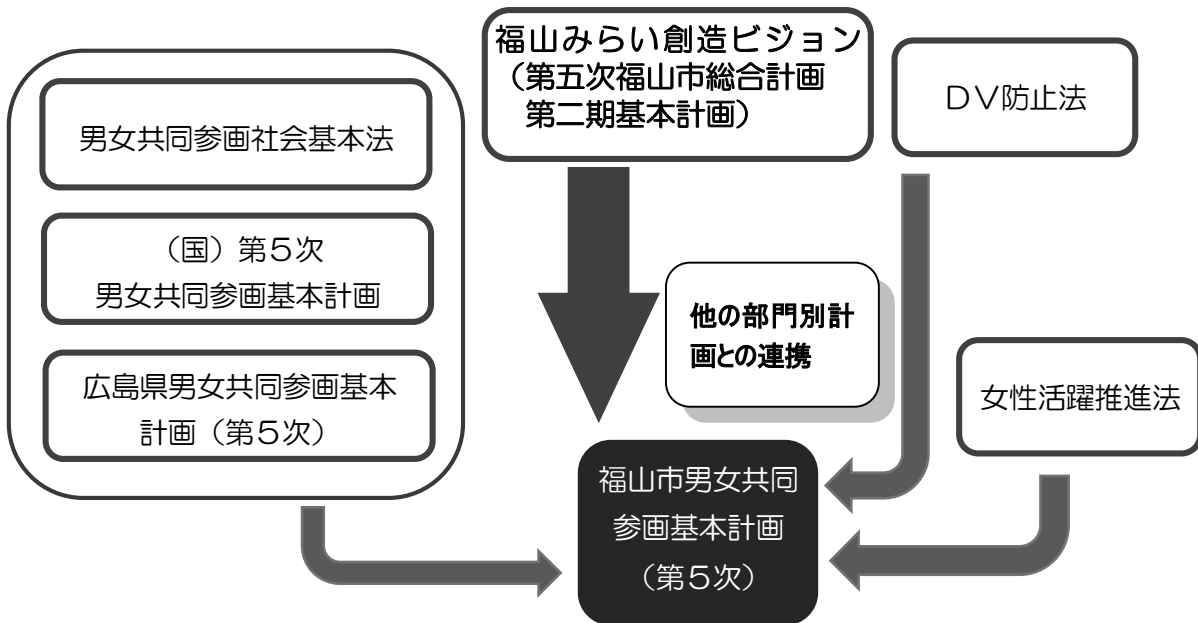 男女共同参画社会基本法
（国）第５次
男女共同参画基本計画
広島県男女共同参画基本
計画（第５次）
福山みらい創造ビジョン
（第五次福山市総合計画
第二期基本計画）
ＤＶ防止法
他の部門別計
画との連携
女性活躍推進法
福山市男女共同
参画基本計画
（第５次）